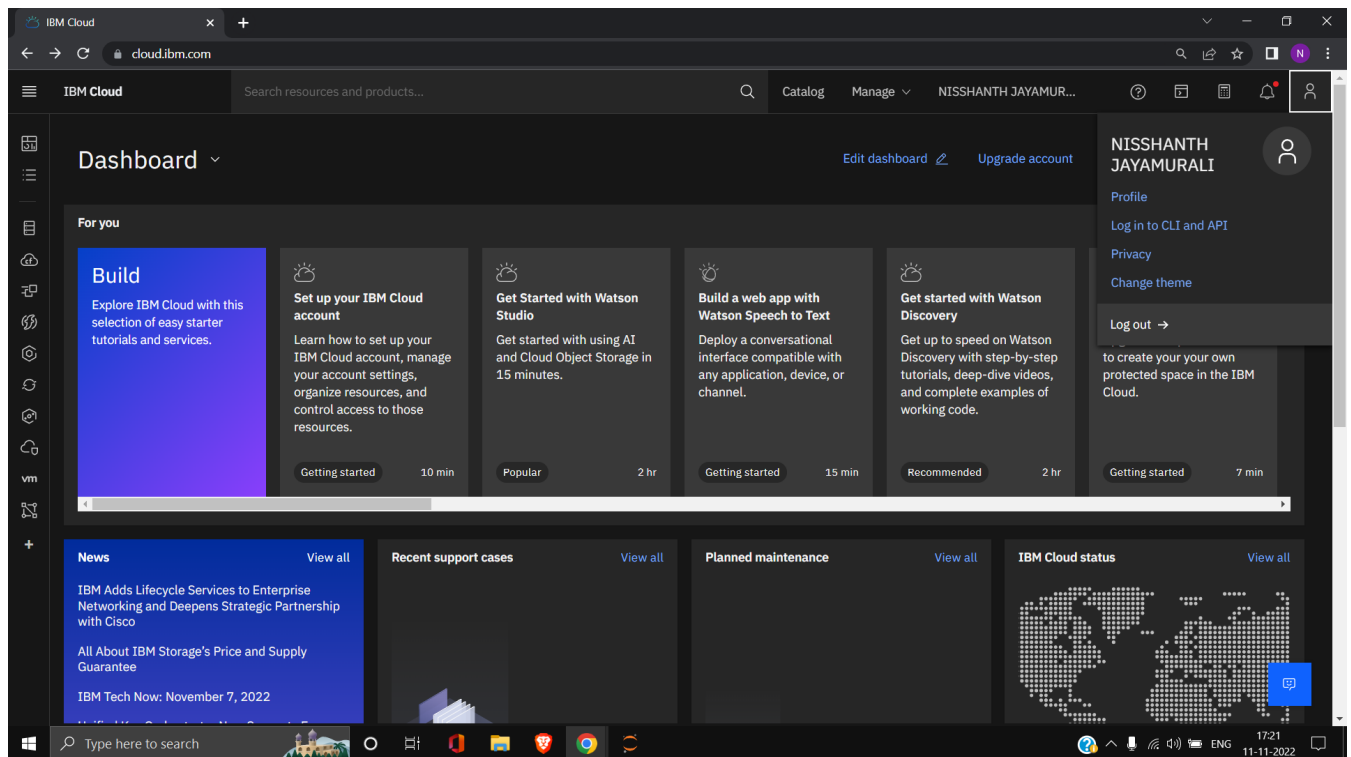 IBM Cloud
cloud.ibm.com
N
IBM Cloud
Search resources and products...
Catalog
Manage
NISSHANTH JAYAMUR...
Dashboard
Edit dashboard
Upgrade account
NISSHANTH
JAYAMURALI
Profile
Log in to CLI and API
Privacy
Change theme
Log out →
For you
Build
Explore IBM Cloud with this
selection of easy starter
tutorials and services.
Set up your IBM Cloud
account
Learn how to set up your
IBM Cloud account, manage
your account settings,
organize resources, and
control access to those
resources.
Getting started 10 min
Get Started with Watson
Studio
Get started with using AI
and Cloud Object Storage in
15 minutes.
Popular 2 hr
Build a web app with
Watson Speech to Text
Deploy a conversational
interface compatible with
any application, device, or
channel.
Getting started 15 min
Get started with Watson
Discovery
Get up to speed on Watson
Discovery with step-by-step
tutorials, deep-dive videos,
and complete examples of
working code.
Recommended 2 hr
to create your your own
protected space in the IBM
Cloud.
Getting started 7 min
vm
News View all
IBM Adds Lifecycle Services to Enterprise
Networking and Deepens Strategic Partnership
with Cisco
All About IBM Storage's Price and Supply
Guarantee
IBM Tech Now: November 7, 2022
Recent support cases View all
Planned maintenance View all
IBM Cloud status View all
Type here to search
ENG
17:21
11-11-2022